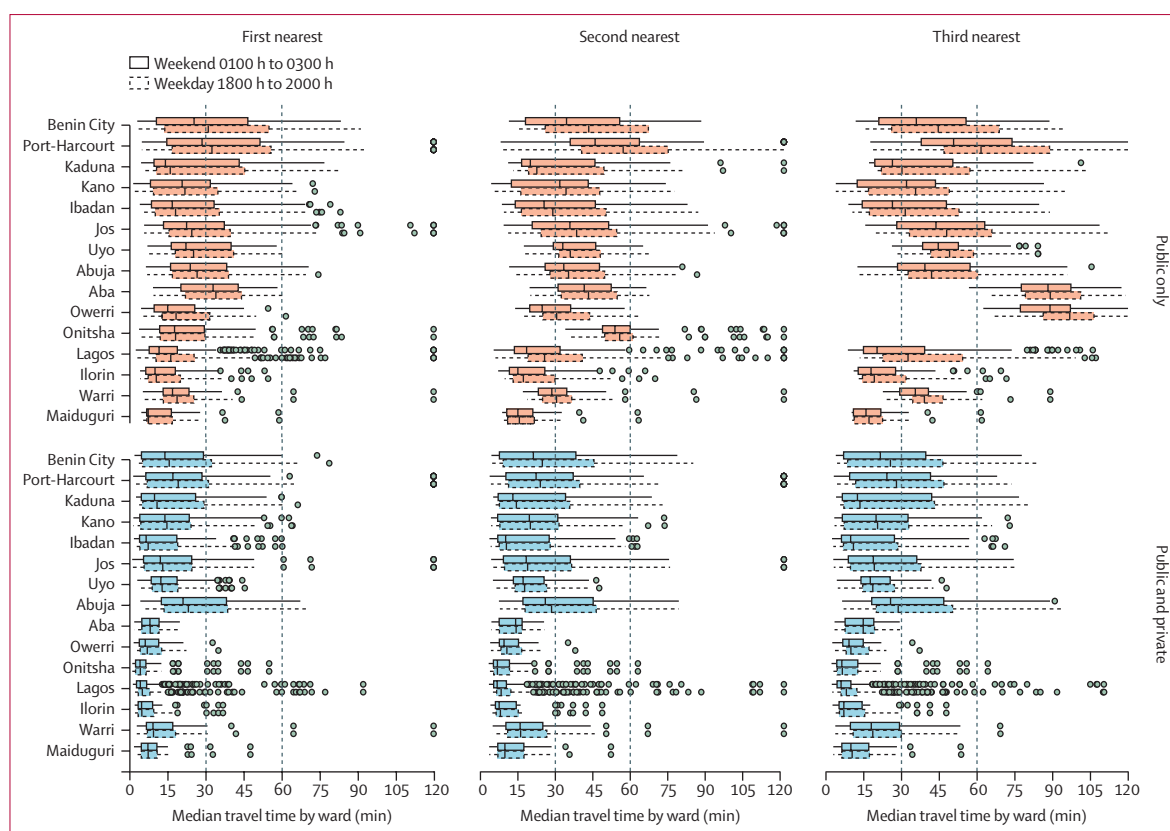 First nearest
Second nearest
Third nearest
Weekend 0100 h to 0300 h
Weekday 1800 h to 2000 h
Benin City
Port-Harcourt
Kaduna
Kano
Ibadan
Jos
Uyo
Abuja
Aba
Owerri
Onitsha
Lagos
Ilorin
Warri
Maiduguri
Public only
Benin City
Port-Harcourt
Kaduna
Kano
Ibadan
Jos
Uyo
Abuja
Aba
Owerri
Onitsha
Lagos
Ilorin
Warri
Maiduguri
Public and private
0 15 30 45 60 75 90 105 120
0 15 30 45 60 75 90 105 120
0 15 30 45 60 75 90 105 120
Median travel time by ward (min)
Median travel time by ward (min)
Median travel time by ward (min)